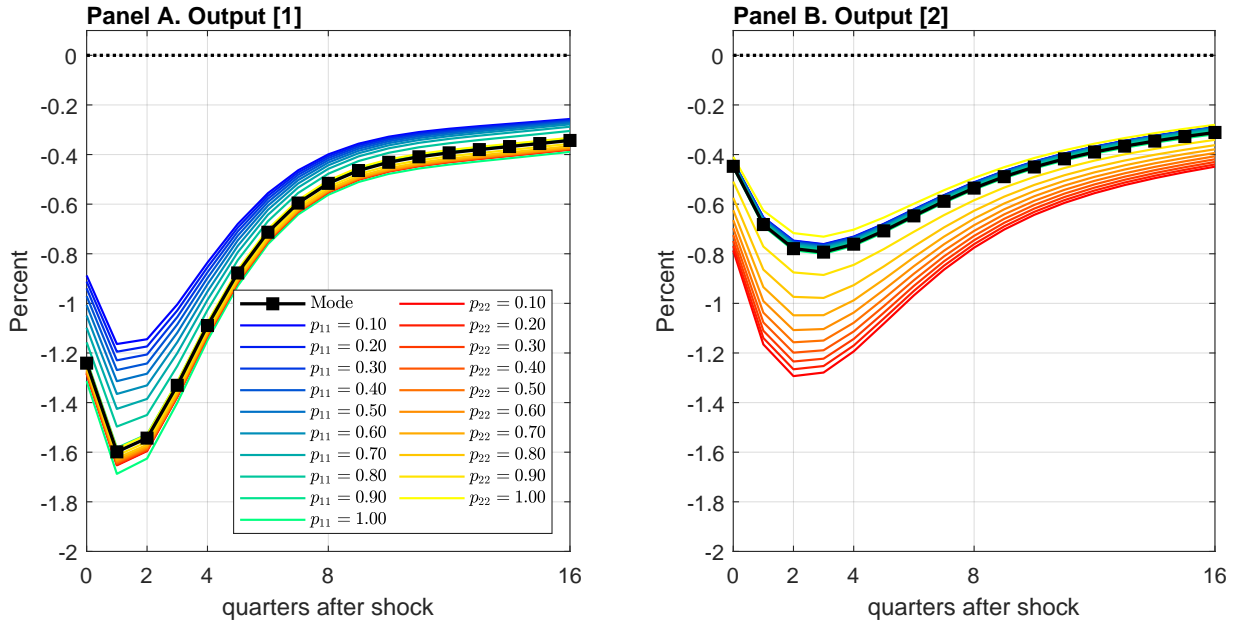 Panel A. Output [1]
Percent
0
-0.2
-0.4
-0.6
-0.8
-1
-1.2
-1.4
-1.6
-1.8
-2
0 2 4 8 16
quarters after shock
Mode
p11 = 0.10
p11 = 0.20
p11 = 0.30
p11 = 0.40
p11 = 0.50
p11 = 0.60
p11 = 0.70
p11 = 0.80
p11 = 0.90
p11 = 1.00
p22 = 0.10
p22 = 0.20
p22 = 0.30
p22 = 0.40
p22 = 0.50
p22 = 0.60
p22 = 0.70
p22 = 0.80
p22 = 0.90
p22 = 1.00
Panel B. Output [2]
Percent
0
-0.2
-0.4
-0.6
-0.8
-1
-1.2
-1.4
-1.6
-1.8
-2
0 2 4 8 16
quarters after shock